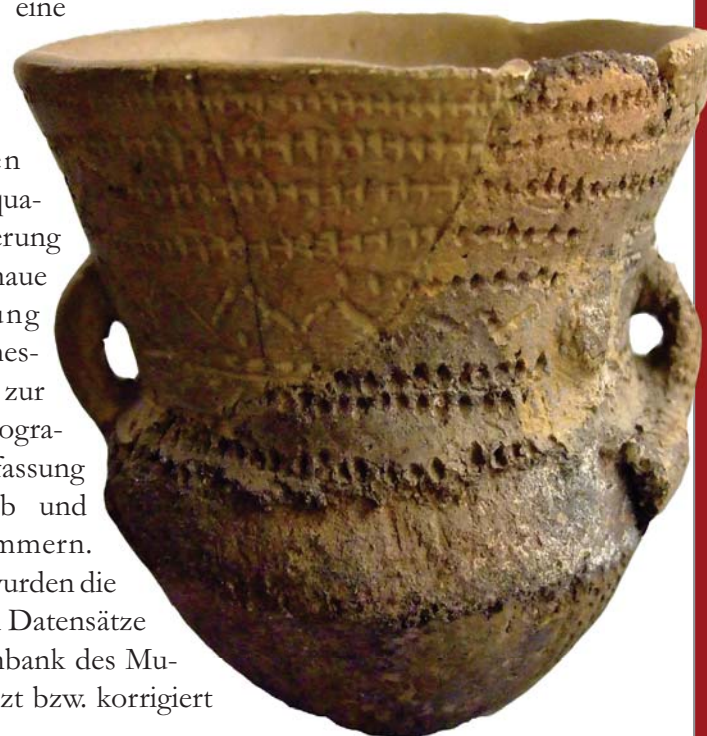 eine
en
qua-
erung
naue
ung
nes-
zur
ogra-
fassung
b und
mmern.
wurden die
n Datensätze
nbank des Mu-
zt bzw. korrigiert